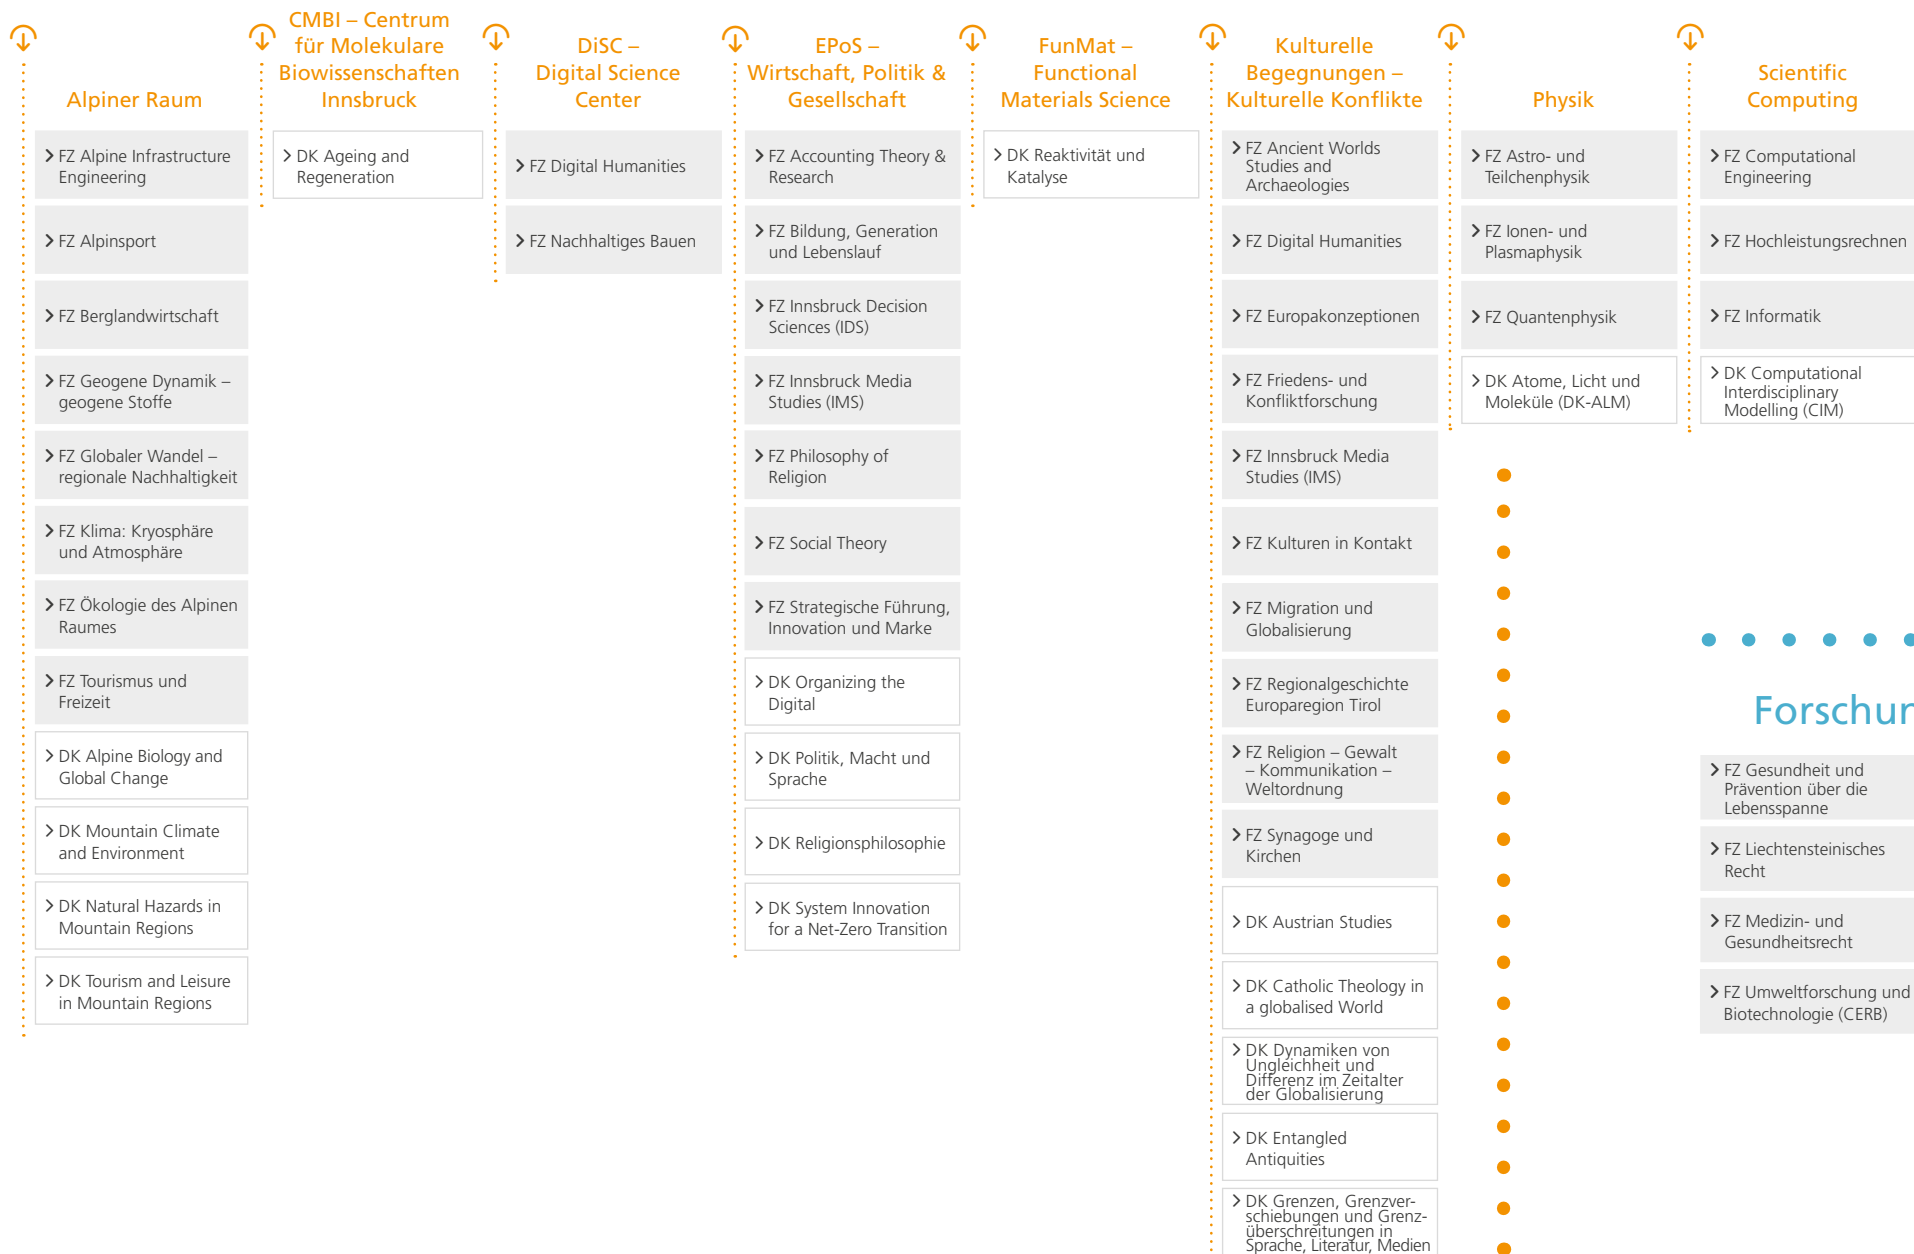 Alpiner Raum
> FZ Alpine Infrastructure
Engineering
> FZ Alpinsport
> FZ Berglandwirtschaft
> FZ Geogene Dynamik –
geogene Stoffe
> FZ Globaler Wandel –
regionale Nachhaltigkeit
> FZ Klima: Kryosphäre
und Atmosphäre
> FZ Ökologie des Alpinen
Raumes
> FZ Tourismus und
Freizeit
> DK Alpine Biology and
Global Change
> DK Mountain Climate
and Environment
> DK Natural Hazards in
Mountain Regions
> DK Tourism and Leisure
in Mountain Regions
CMBI – Centrum
für Molekulare
Biowissenschaften
Innsbruck
> DK Ageing and
Regeneration
DiSC –
Digital Science
Center
> FZ Digital Humanities
> FZ Nachhaltiges Bauen
EPoS –
Wirtschaft, Politik &
Gesellschaft
> FZ Accounting Theory &
Research
> FZ Bildung, Generation
und Lebenslauf
> FZ Innsbruck Decision
Sciences (IDS)
> FZ Innsbruck Media
Studies (IMS)
> FZ Philosophy of
Religion
> FZ Social Theory
> FZ Strategische Führung,
Innovation und Marke
> DK Organizing the
Digital
> DK Politik, Macht und
Sprache
> DK Religionsphilosophie
> DK System Innovation
for a Net-Zero Transition
FunMat –
Functional
Materials Science
> DK Reaktivität und
Katalyse
Kulturelle
Begegnungen –
Kulturelle Konflikte
> FZ Ancient Worlds
Studies and
Archaeologies
> FZ Digital Humanities
> FZ Europakonzeptionen
> FZ Friedens- und
Konfliktforschung
> FZ Innsbruck Media
Studies (IMS)
> FZ Kulturen in Kontakt
> FZ Migration und
Globalisierung
> FZ Regionalgeschichte
Europaregion Tirol
> FZ Religion – Gewalt
– Kommunikation –
Weltordnung
> FZ Synagoge und
Kirchen
> DK Austrian Studies
> DK Catholic Theology in
a globalised World
> DK Dynamiken von
Ungleichheit und
Differenz im Zeitalter
der Globalisierung
> DK Entangled
Antiquities
> DK Grenzen, Grenzver-
schiebungen und Grenz-
überschreitungen in
Sprache, Literatur, Medien
Physik
> FZ Astro- und
Teilchenphysik
> FZ Ionen- und
Plasmaphysik
> FZ Quantenphysik
> DK Atome, Licht und
Moleküle (DK-ALM)
Scientific
Computing
> FZ Computational
Engineering
> FZ Hochleistungsrechnen
> FZ Informatik
> DK Computational
Interdisciplinary
Modelling (CIM)
Forschun
> FZ Gesundheit und
Prävention über die
Lebensspanne
> FZ Liechtensteinisches
Recht
> FZ Medizin- und
Gesundheitsrecht
> FZ Umweltforschung und
Biotechnologie (CERB)